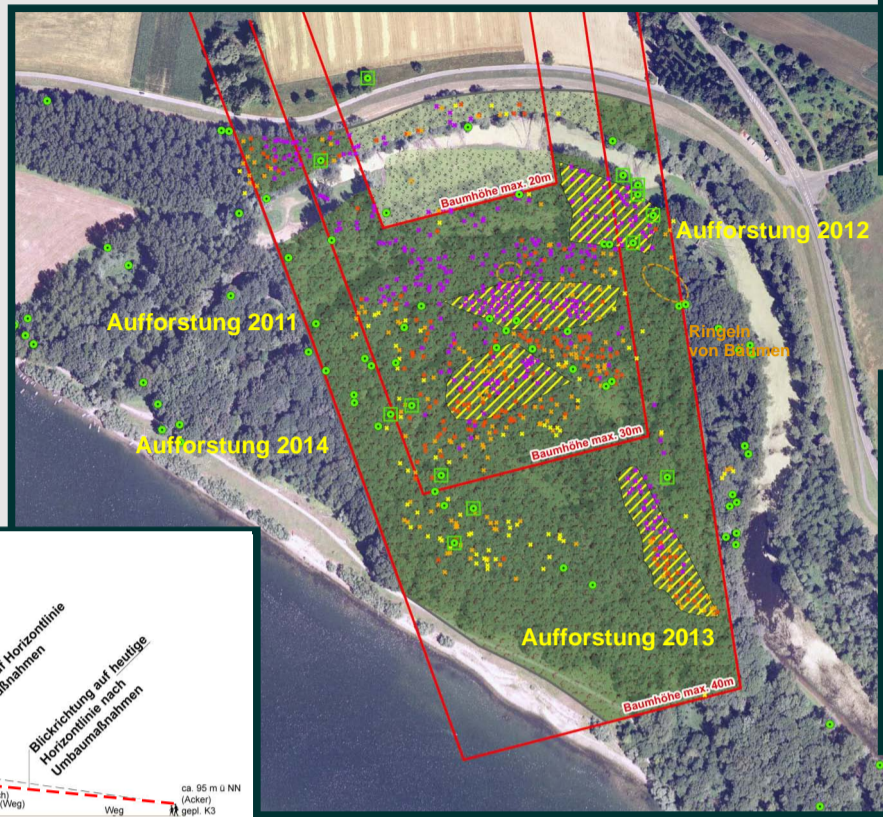 Baumhöhe max. 20m
Aufforstung 2012
Aufforstung 2011
Ringeln
von Bäumen
Aufforstung 2014
Baumhöhe max. 30m
Aufforstung 2013
Baumhöhe max. 40m
Horizontlinie
Blickrichtung auf heutige
Horizontlinie nach
Umbaumaßnahmen
(Weg)
Weg
ca. 95 m ü NN
(Acker)
gepl. K3